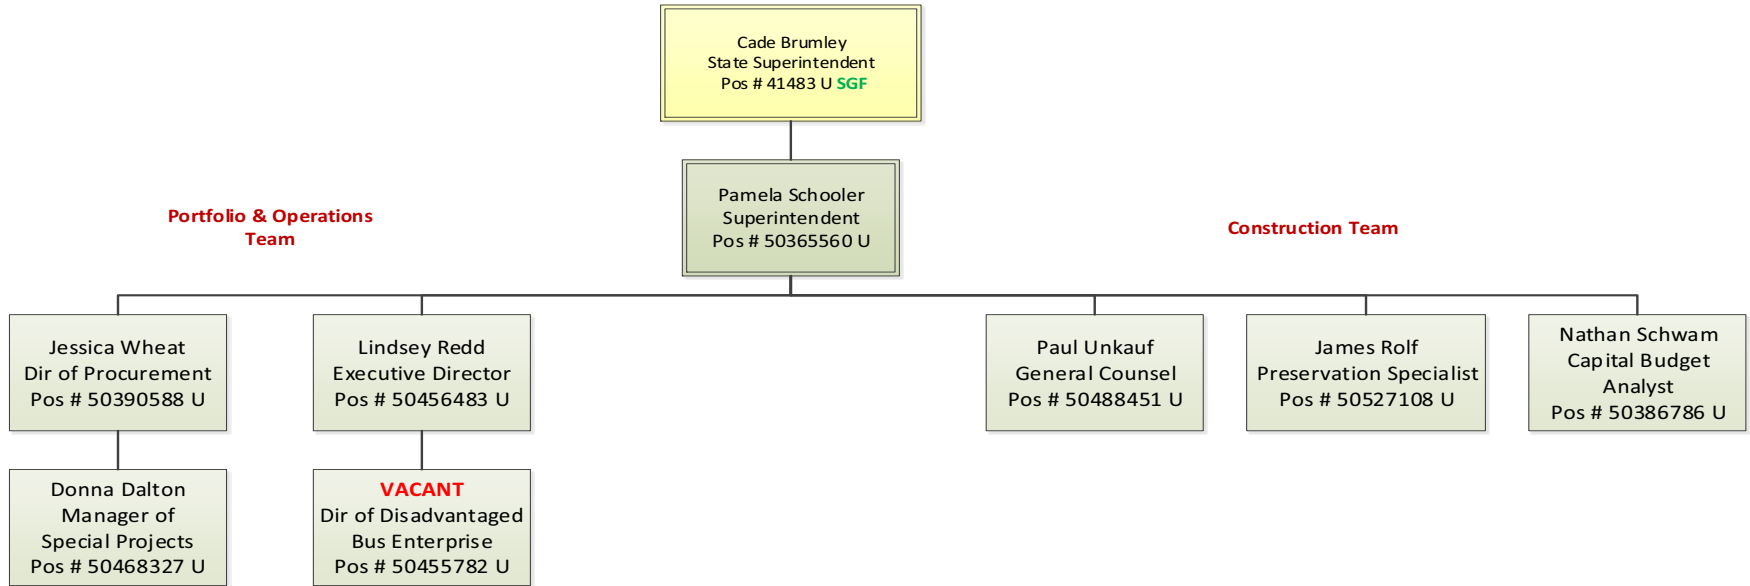 Cade Brumley
State Superintendent
Pos # 41483 U SGF
Pamela Schooler
Superintendent
Pos # 50365560 U
Portfolio & Operations
Team
Construction Team
Jessica Wheat
Dir of Procurement
Pos # 50390588 U
Lindsey Redd
Executive Director
Pos # 50456483 U
Paul Unkauf
General Counsel
Pos # 50488451 U
James Rolf
Preservation Specialist
Pos # 50527108 U
Nathan Schwam
Capital Budget
Analyst
Pos # 50386786 U
Donna Dalton
Manager of
Special Projects
Pos # 50468327 U
VACANT
Dir of Disadvantaged
Bus Enterprise
Pos # 50455782 U